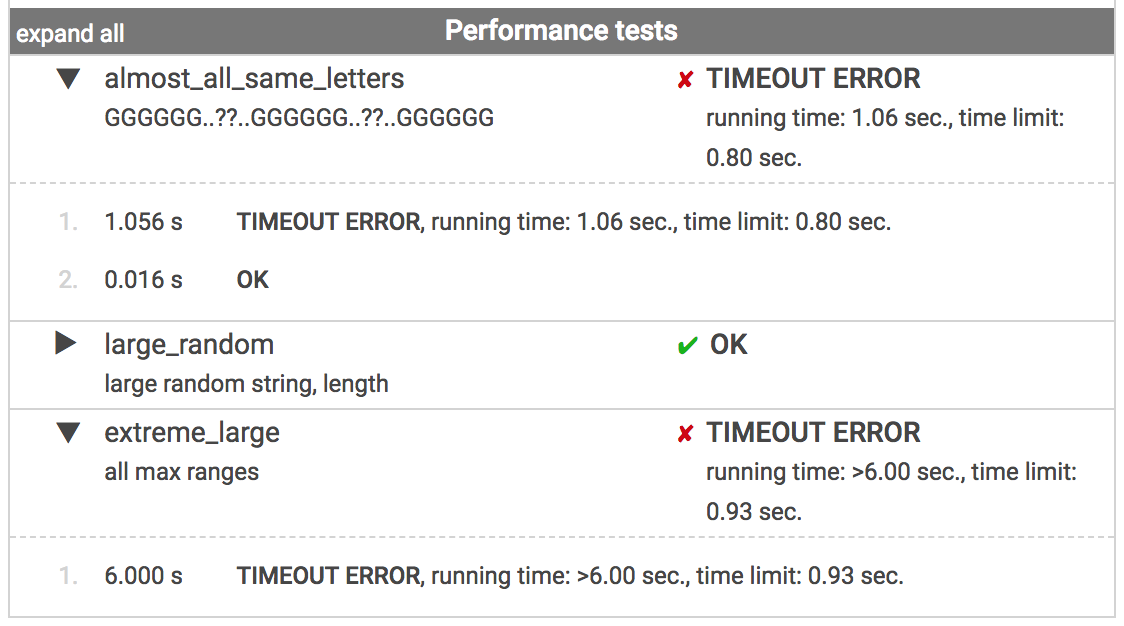 expand all Performance tests
almost_all_same_letters ✘ TIMEOUT ERROR
GGGGGG..??..GGGGGG..??..GGGGGG running time: 1.06 sec., time limit:
0.80 sec.
1. 1.056 s TIMEOUT ERROR, running time: 1.06 sec., time limit: 0.80 sec.
2. 0.016 s OK
large_random ✔ OK
large random string, length
extreme_large ✘ TIMEOUT ERROR
all max ranges running time: >6.00 sec., time limit:
0.93 sec.
1. 6.000 s TIMEOUT ERROR, running time: >6.00 sec., time limit: 0.93 sec.